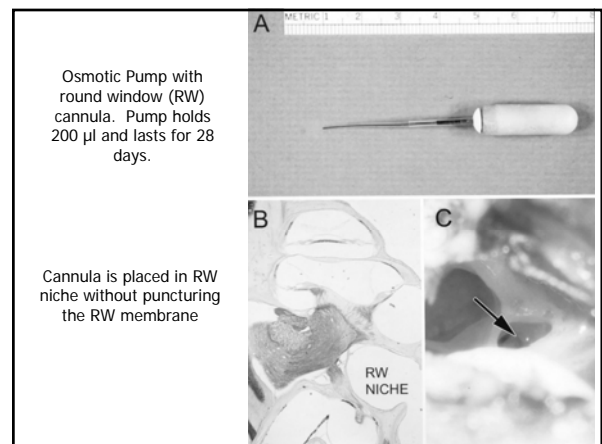 Osmotic Pump with
round window (RW)
cannula. Pump holds
200 µl and lasts for 28
days.
Cannula is placed in RW
niche without puncturing
the RW membrane
A
METRIC 1 2 3 4 5 6 7 8
B
RW
NICHE
C